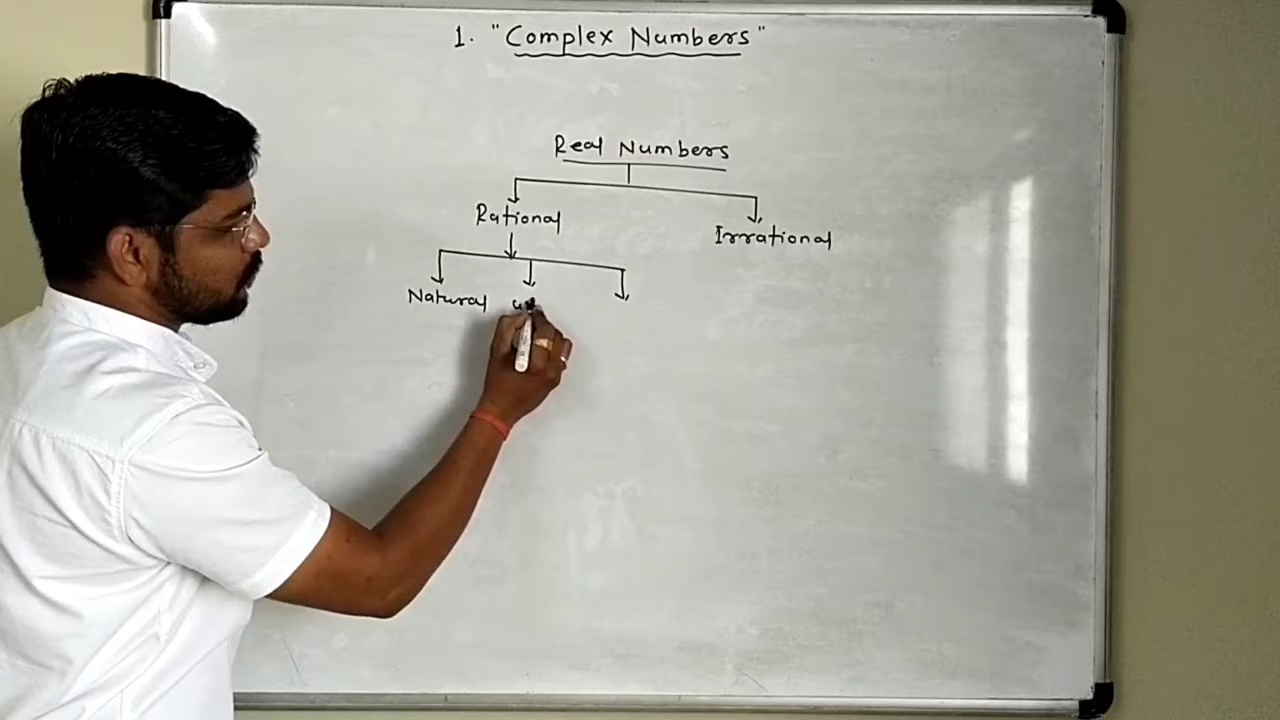 1. "Complex Numbers"
Real Numbers
Rational
Irrational
Natural